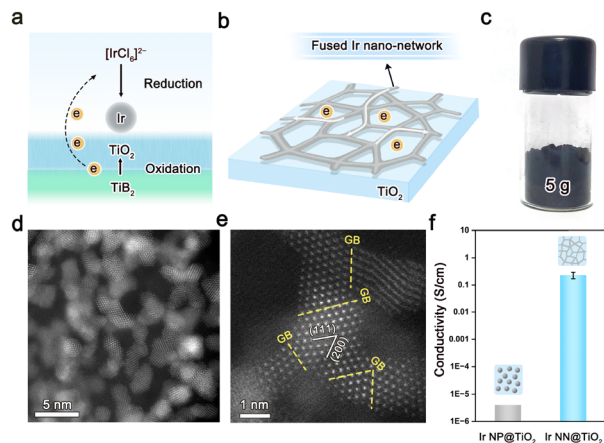 a
[IrCl₆]²⁻
Reduction
Ir
e
e
TiO₂
Oxidation
e
TiB₂
b
Fused Ir nano-network
e
e
e
TiO₂
c
5 g
d
5 nm
e
GB
GB
(111)
(200)
GB
GB
1 nm
f
Conductivity (S/cm)
10
1
0.1
0.01
0.001
1E-4
1E-5
1E-6
Ir NP@TiO₂
Ir NN@TiO₂